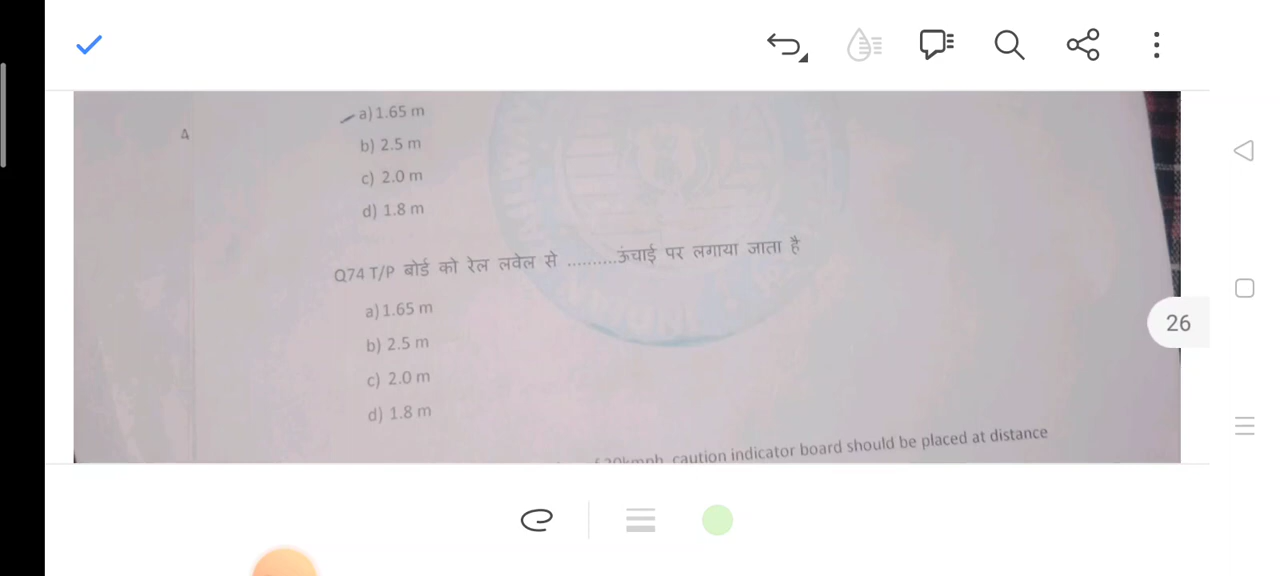 a) 1.65 m
A
b) 2.5 m
c) 2.0 m
d) 1.8 m
Q74 T/P बोर्ड को रेल लवेल से ..........ऊंचाई पर लगाया जाता है
a) 1.65 m
b) 2.5 m
26
c) 2.0 m
d) 1.8 m
caution indicator board should be placed at distance